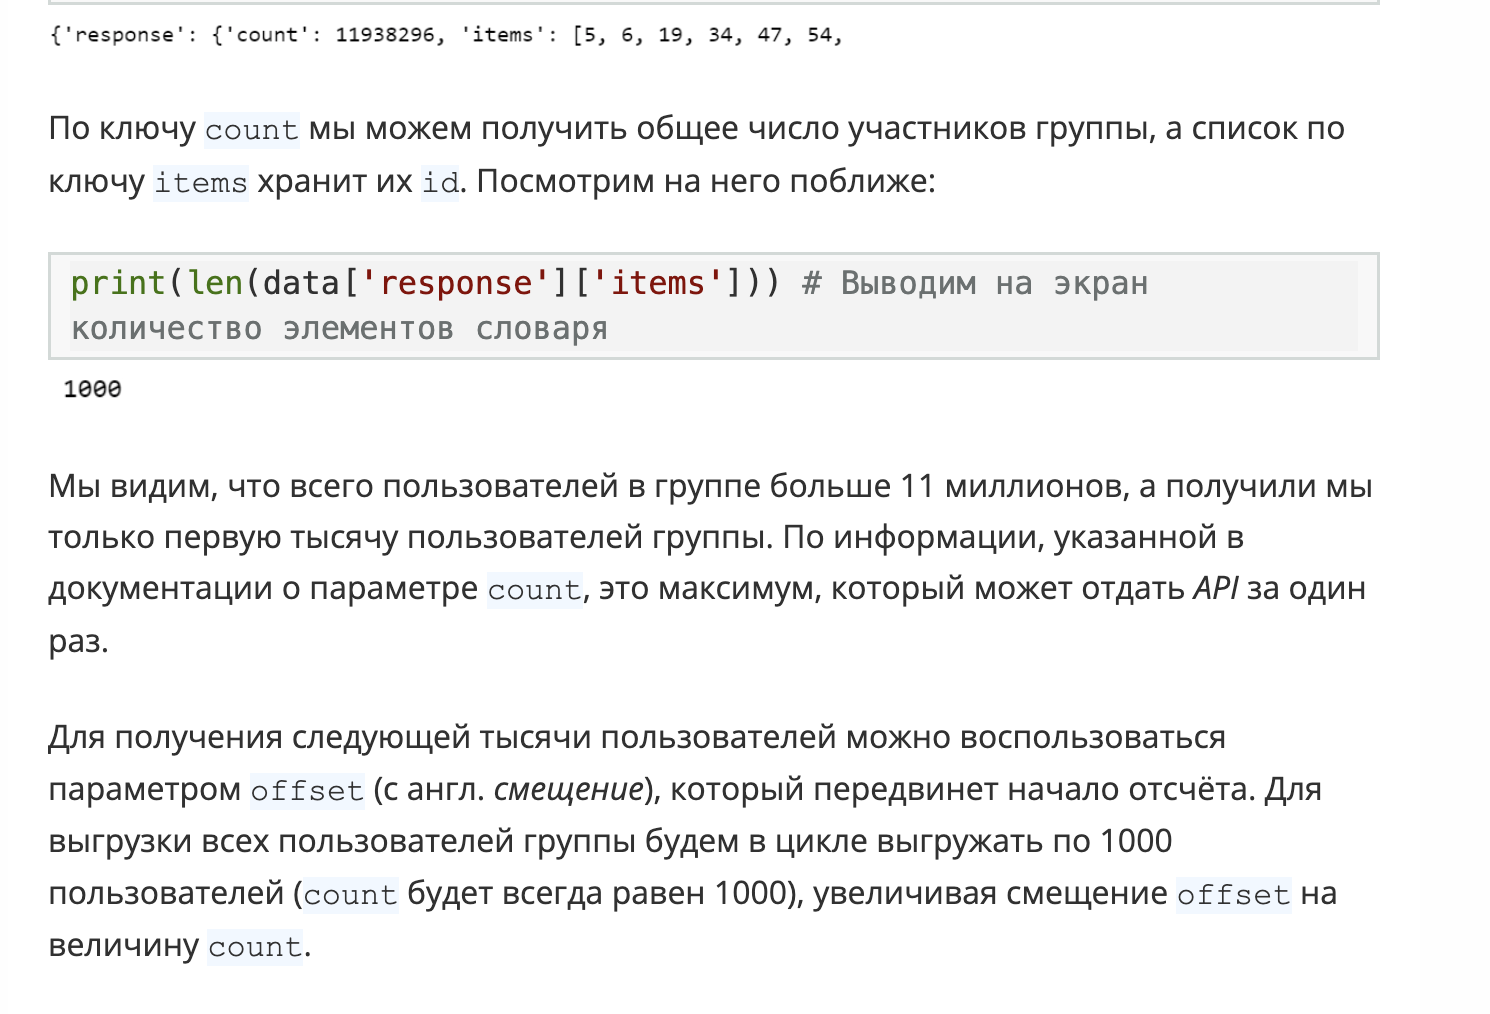 {'response': {'count': 11938296, 'items': [5, 6, 19, 34, 47, 54,
По ключу count мы можем получить общее число участников группы, а список по
ключу items хранит их id. Посмотрим на него поближе:
print(len(data['response']['items'])) # Выводим на экран
количество элементов словаря
1000
Мы видим, что всего пользователей в группе больше 11 миллионов, а получили мы
только первую тысячу пользователей группы. По информации, указанной в
документации о параметре count, это максимум, который может отдать API за один
раз.
Для получения следующей тысячи пользователей можно воспользоваться
параметром offset (с англ. смещение), который передвинет начало отсчёта. Для
выгрузки всех пользователей группы будем в цикле выгружать по 1000
пользователей (count будет всегда равен 1000), увеличивая смещение offset на
величину count.